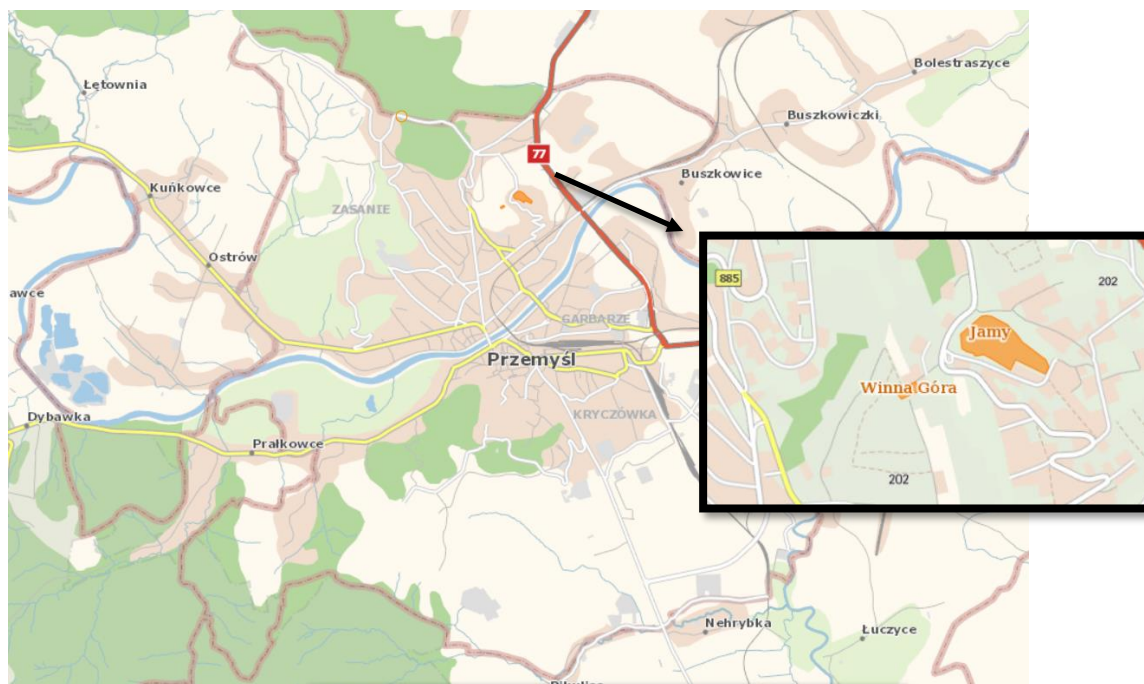 Bolestraszyce
Łętownia
Buszkowiczki
77
Kuńkowce
Buszkowice
ZASANIE
Ostrów
awce
885
202
GARBARZE
Jamy
Przemyśl
Winna Góra
Dybawka
KRYCZÓWKA
Prałkowce
202
Nehrybka
Łuczyce